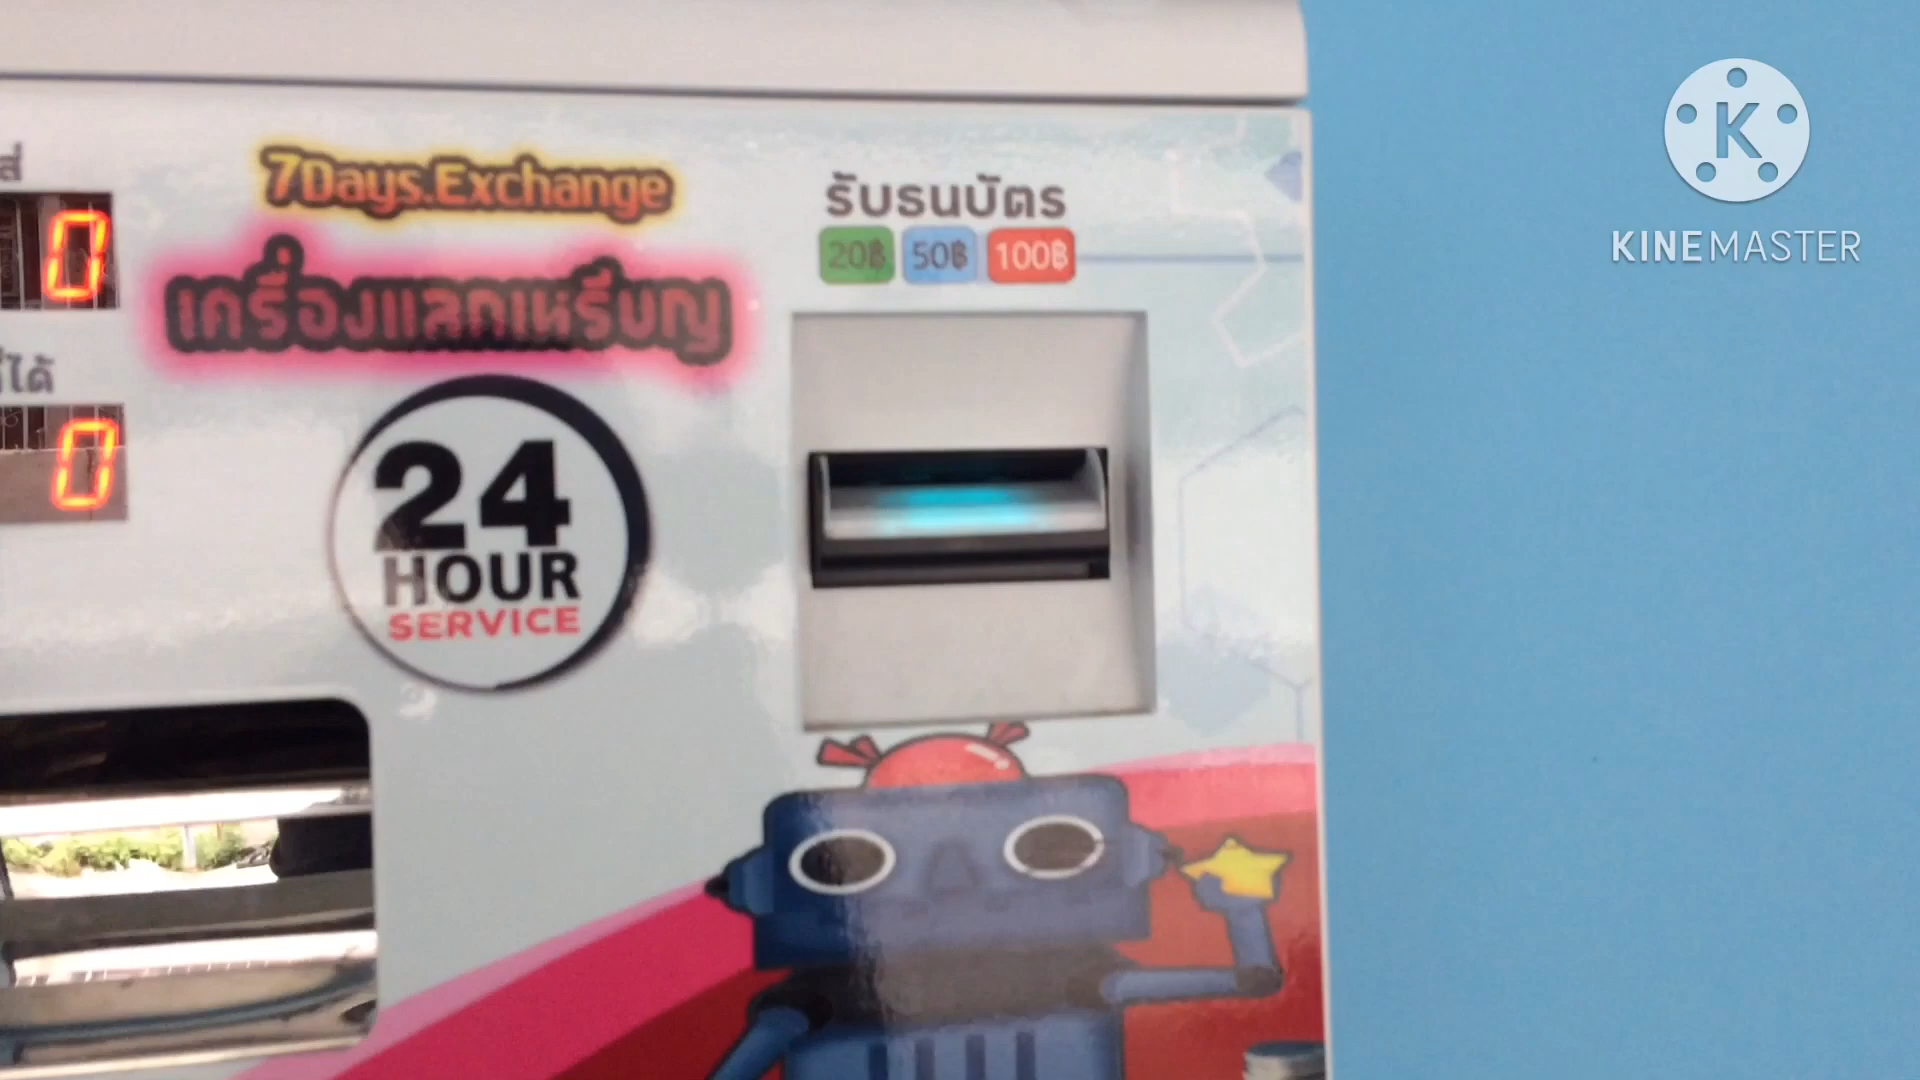 7Days.Exchange
เครื่องแลกเหรียญ
รับธนบัตร
20฿ 50฿ 100฿
0
0
24
HOUR
SERVICE
K
KINEMASTER